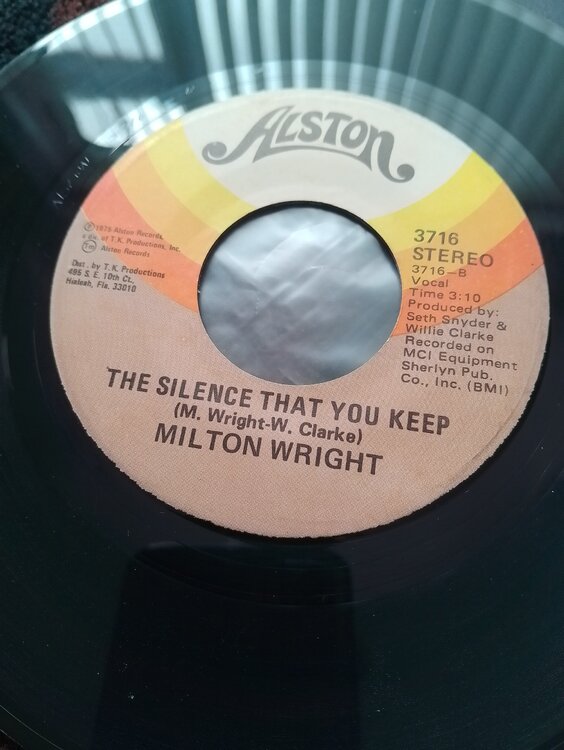 ALSTON
℗ 1975 Alston Records,
a div. of T.K. Productions, Inc.
Tm Alston Records
Dist. by T.K. Productions
495 S.E. 10th Ct.,
Hialeah, Fla. 33010
3716
STEREO
3716-B
Vocal
Time 3:10
Produced by:
Seth Snyder &
Willie Clarke
Recorded on
MCI Equipment
Sherlyn Pub.
Co., Inc. (BMI)
THE SILENCE THAT YOU KEEP
(M. Wright-W. Clarke)
MILTON WRIGHT